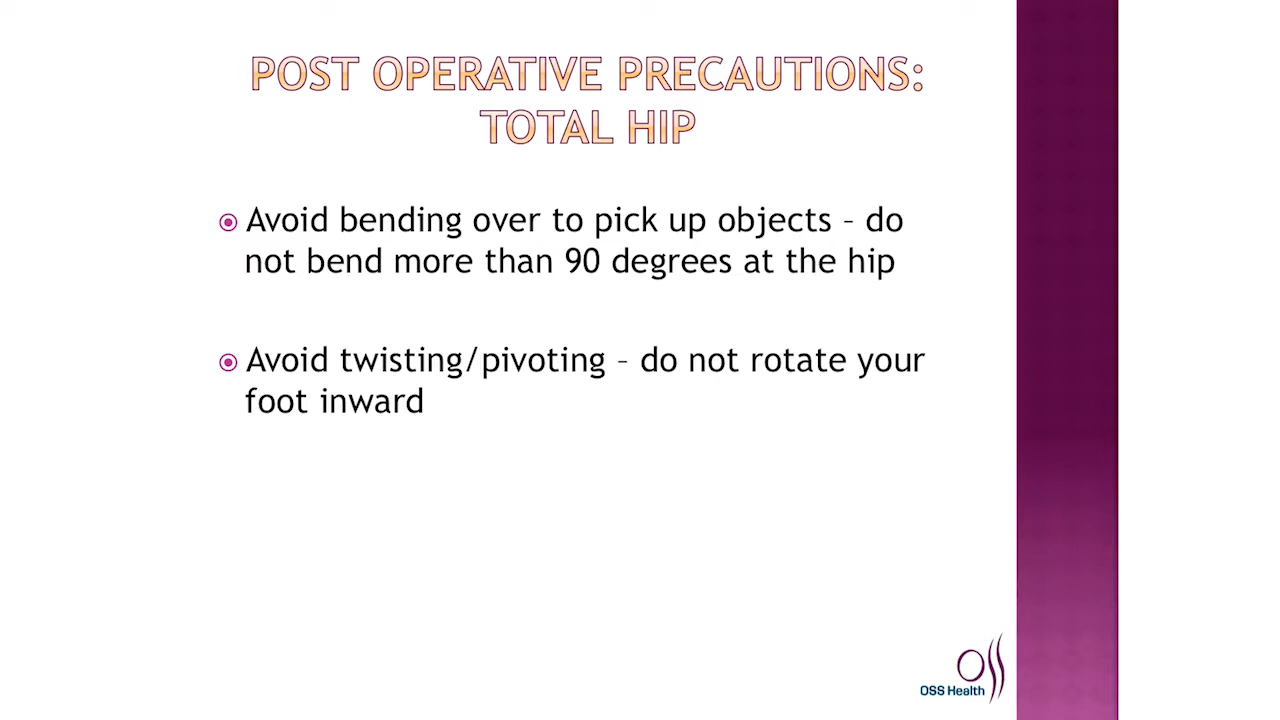 POST OPERATIVE PRECAUTIONS:
TOTAL HIP
Avoid bending over to pick up objects – do
not bend more than 90 degrees at the hip
Avoid twisting/pivoting – do not rotate your
foot inward
OSS Health